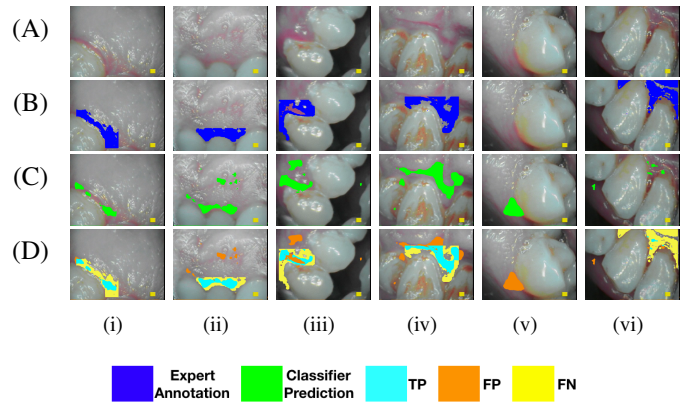 (A)
(B)
(C)
(D)
(i) (ii) (iii) (iv) (v) (vi)
Expert Annotation
Classifier Prediction
TP
FP
FN